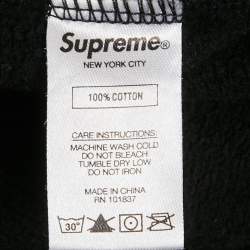 Supreme®
NEW YORK CITY
100% COTTON
CARE INSTRUCTIONS:
MACHINE WASH COLD
DO NOT BLEACH
TUMBLE DRY LOW
DO NOT IRON
MADE IN CHINA
RN 101837
30°